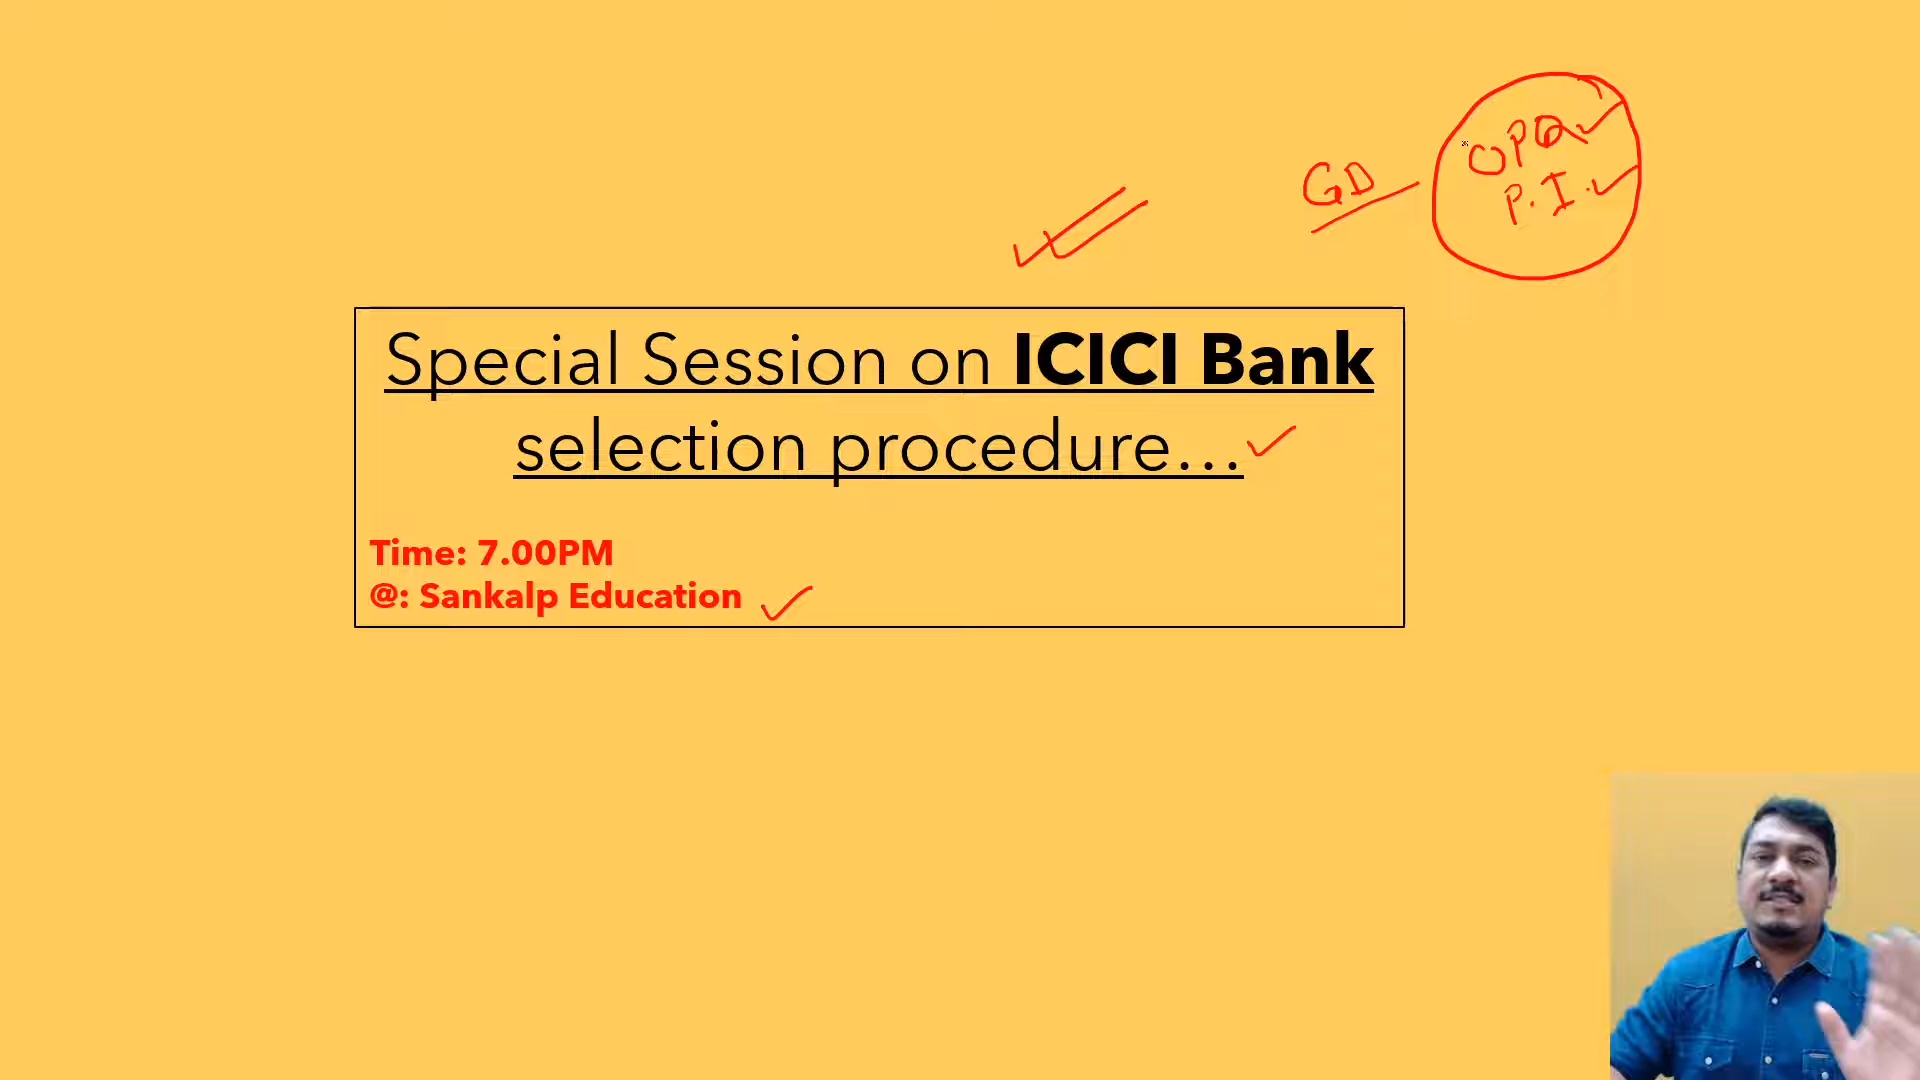 OPQ
GD
P.I.
Special Session on ICICI Bank
selection procedure...
Time: 7.00PM
@: Sankalp Education